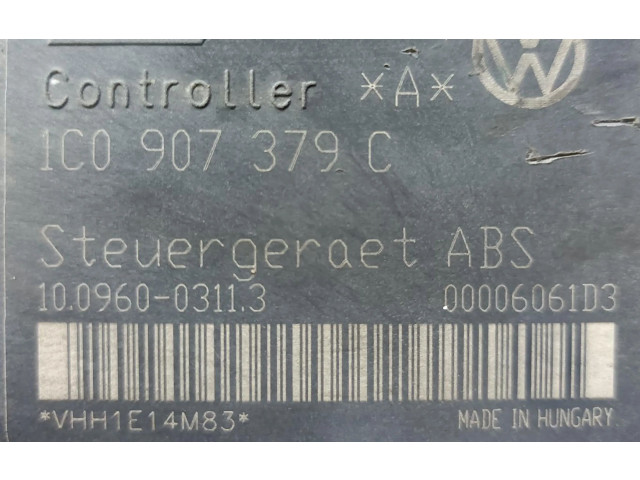 Controller *A*
1C0 907 379 C
Steuergeraet ABS
10.0960-0311.3 00006061D3
*VHH1E14M83*
MADE IN HUNGARY